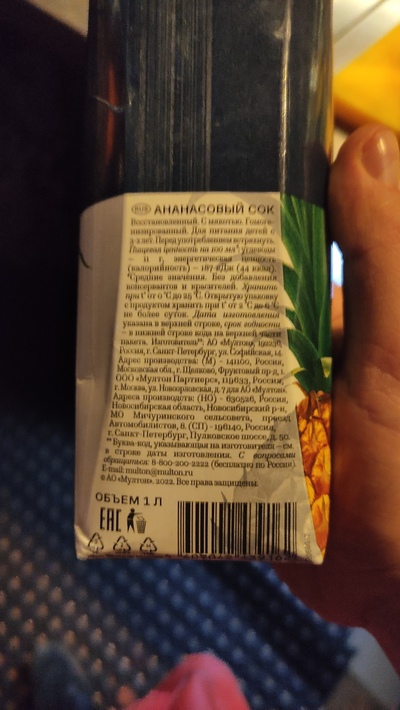 RUS АНАНАСОВЫЙ СОК
Восстановленный. С мякотью. Гомоге-
низированный. Для питания детей с
3-х лет. Перед употреблением встряхнуть.
Пищевая ценность на 100 мл*: углеводы
– 11 г, энергетическая ценность
(калорийность) – 187 кДж (44 ккал).
*Средние значения. Без добавления
консервантов и красителей. Хранить
при t° от 0°С до 25 °С. Открытую упаковку
с продуктом хранить при t° от 2 °С до 6 °С
не более суток. Дата изготовления
указана в верхней строке, срок годности
– в нижней строке кода на верхней части
пакета. Изготовитель**: АО «Мултон», 192236,
Россия, г. Санкт-Петербург, ул. Софийская, 14.
Адрес производства: (М) - 141100, Россия,
Московская обл., г. Щелково, Фруктовый пр-д, 1.
ООО «Мултон Партнерс», 119633, Россия,
г. Москва, ул. Новоорловская, д. 7 для АО «Мултон».
Адреса производства: (НО) - 630526, Россия,
Новосибирская область, Новосибирский р-н,
МО Мичуринского сельсовета, проезд
Автомобилистов, 8. (СП) - 196140, Россия,
г. Санкт-Петербург, Пулковское шоссе, д. 50.
**Буква-код, указывающая на изготовителя – см.
в строке даты изготовления. С вопросами
обращаться: 8-800-200-2222 (бесплатно по России).
E-mail: multon@multon.ru
© АО «Мултон», 2022. Все права защищены.
ОБЪЕМ 1 Л
EAC